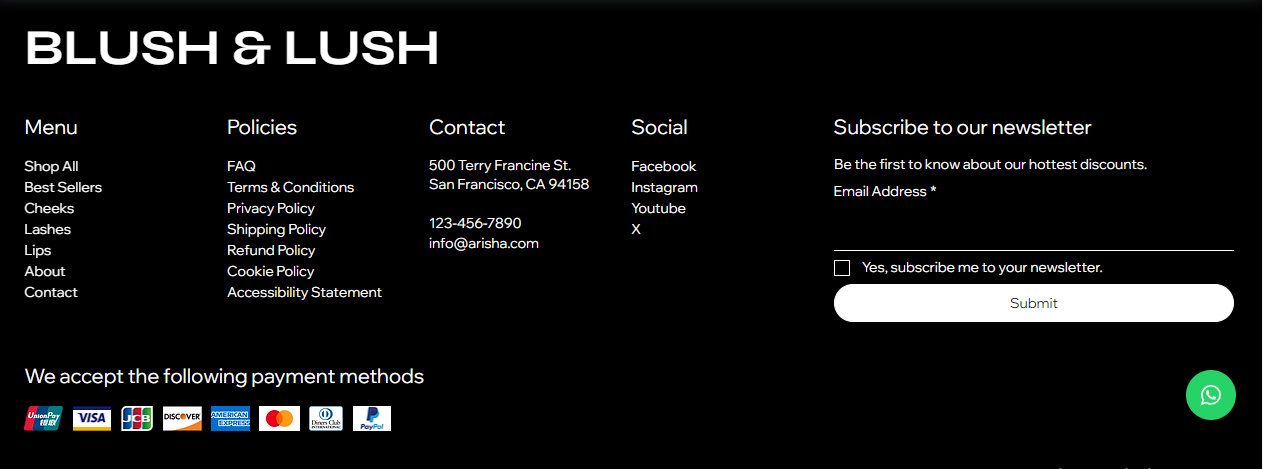 BLUSH & LUSH
Menu
Shop All
Best Sellers
Cheeks
Lashes
Lips
About
Contact
Policies
FAQ
Terms & Conditions
Privacy Policy
Shipping Policy
Refund Policy
Cookie Policy
Accessibility Statement
Contact
500 Terry Francine St.
San Francisco, CA 94158
123-456-7890
info@arisha.com
Social
Facebook
Instagram
Youtube
X
Subscribe to our newsletter
Be the first to know about our hottest discounts.
Email Address *
Yes, subscribe me to your newsletter.
Submit
We accept the following payment methods
UnionPay
银联
VISA
JCB
DISCOVER
AMERICAN
EXPRESS
Diners Club
INTERNATIONAL
PayPal